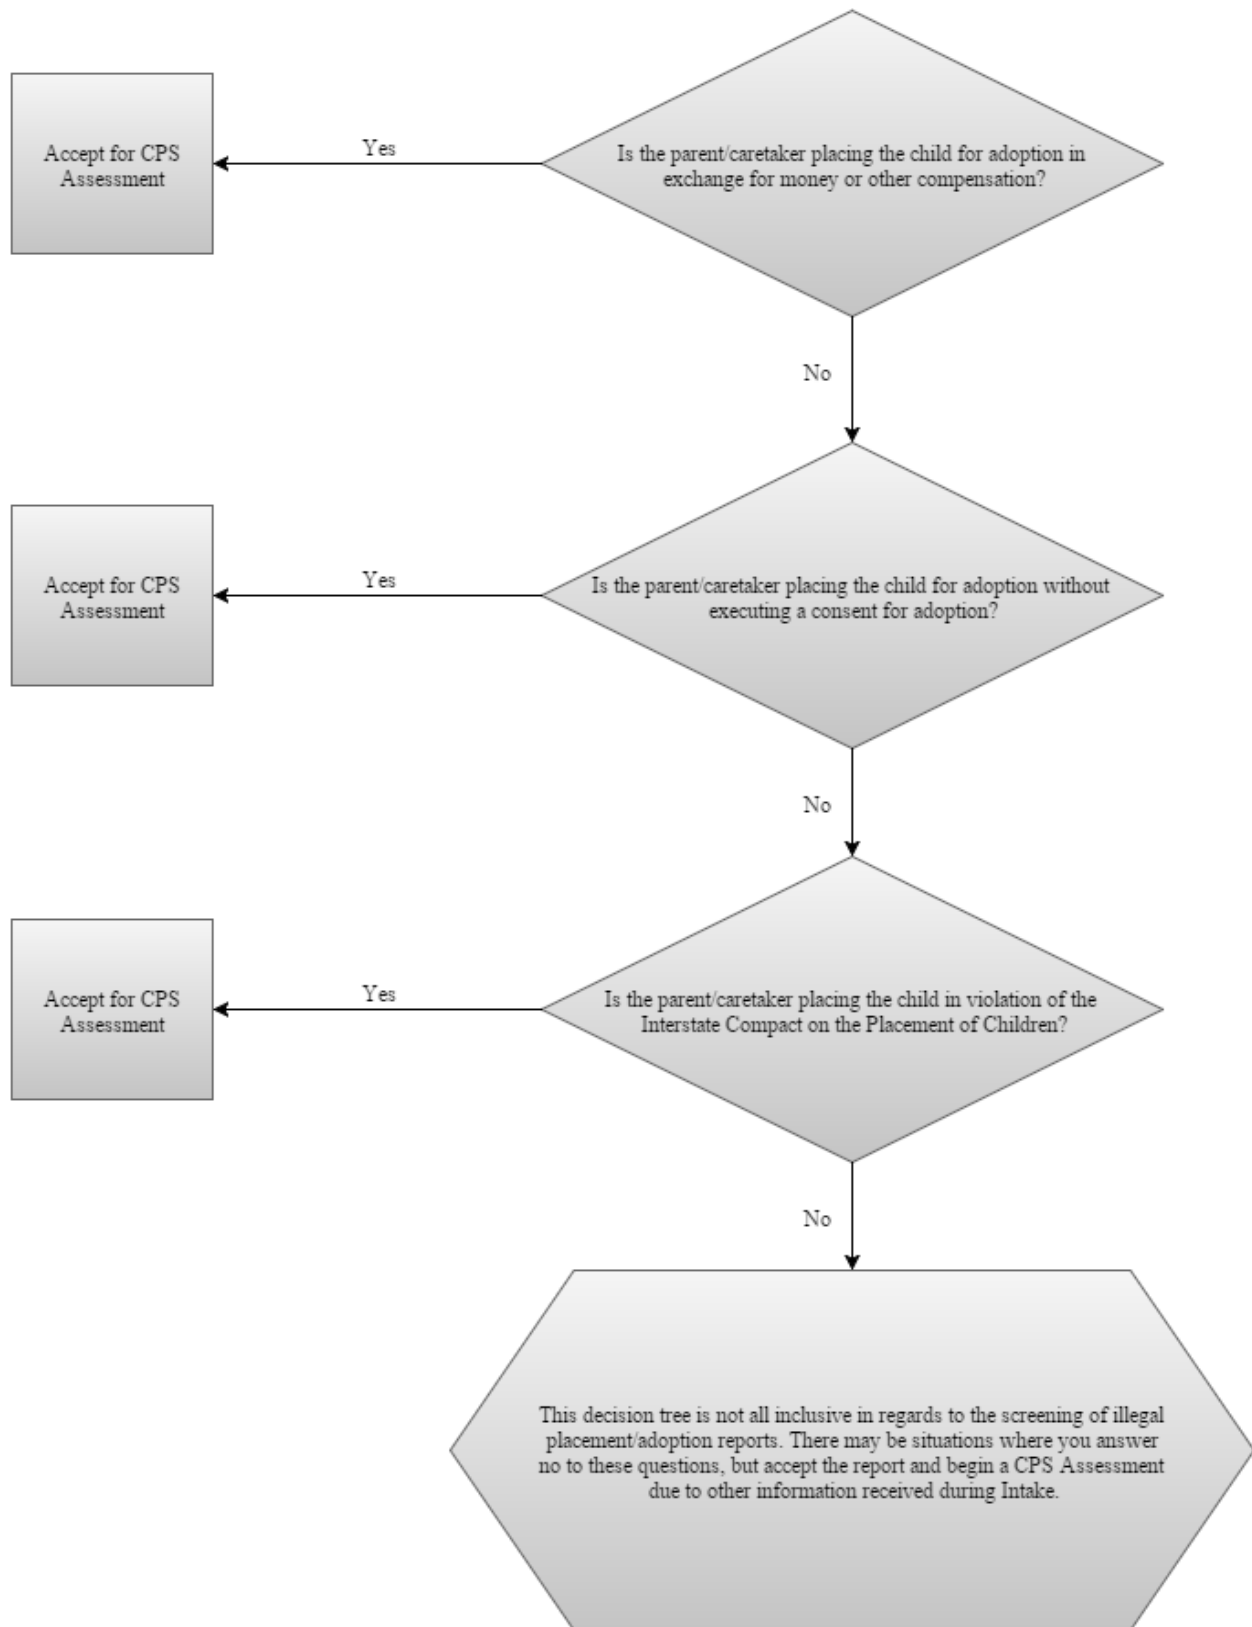 Is the parent/caretaker placing the child for adoption in
exchange for money or other compensation?
Yes
Accept for CPS
Assessment
No
Is the parent/caretaker placing the child for adoption without
executing a consent for adoption?
Yes
Accept for CPS
Assessment
No
Is the parent/caretaker placing the child in violation of the
Interstate Compact on the Placement of Children?
Yes
Accept for CPS
Assessment
No
This decision tree is not all inclusive in regards to the screening of illegal
placement/adoption reports. There may be situations where you answer
no to these questions, but accept the report and begin a CPS Assessment
due to other information received during Intake.